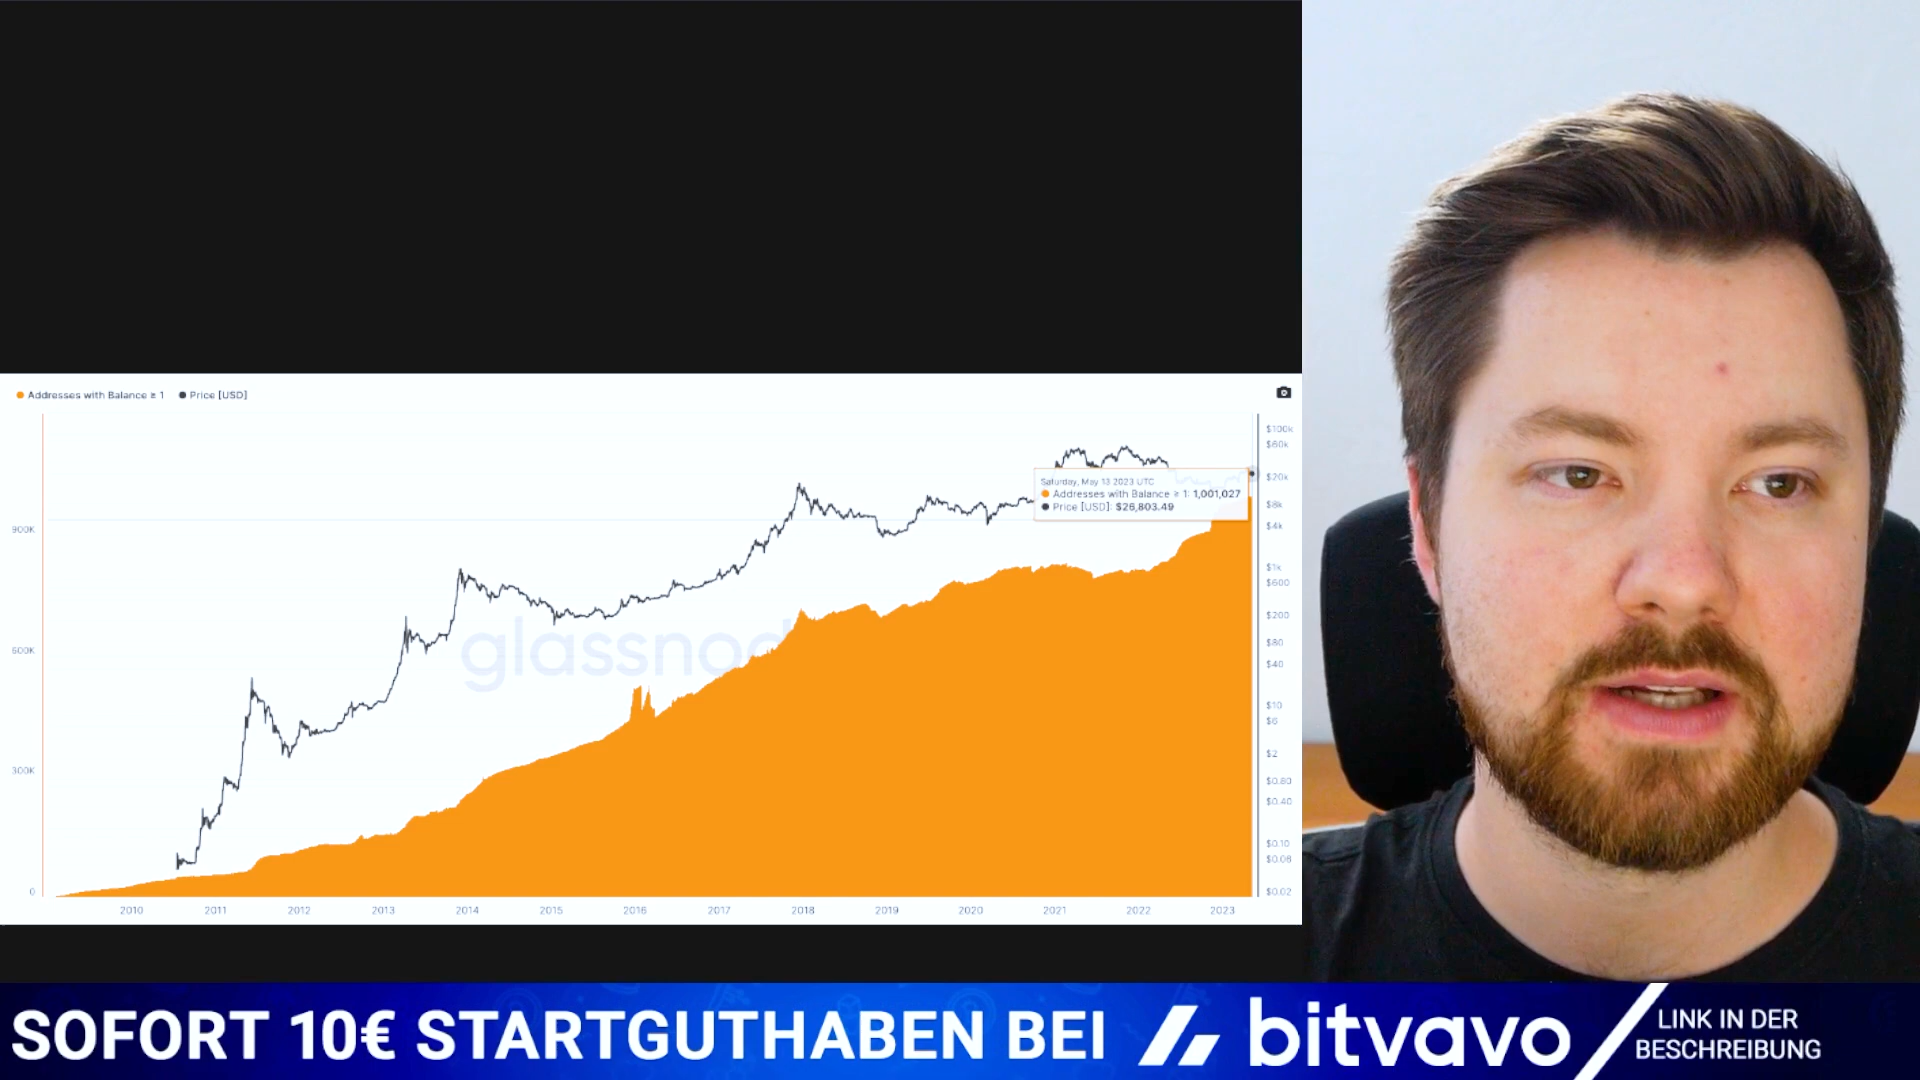 Addresses with Balance ≥ 1 Price [USD]
$100k
$60k
Saturday, May 13 2023 UTC
Addresses with Balance ≥ 1: 1,001,027
Price [USD]: $26,803.49
$20k
$8k
$4k
900K
$1k
$600
$200
glassnod
$80
600K
$40
$10
$6
$2
300K
$0.80
$0.40
$0.10
$0.08
0
$0.02
2010 2011 2012 2013 2014 2015 2016 2017 2018 2019 2020 2021 2022 2023
SOFORT 10€ STARTGUTHABEN BEI bitvavo
LINK IN DER
BESCHREIBUNG